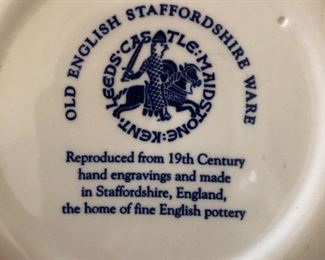 OLD ENGLISH STAFFORDSHIRE WARE
LEEDS·CASTLE·MAIDSTONE·KENT·
Reproduced from 19th Century
hand engravings and made
in Staffordshire, England,
the home of fine English pottery